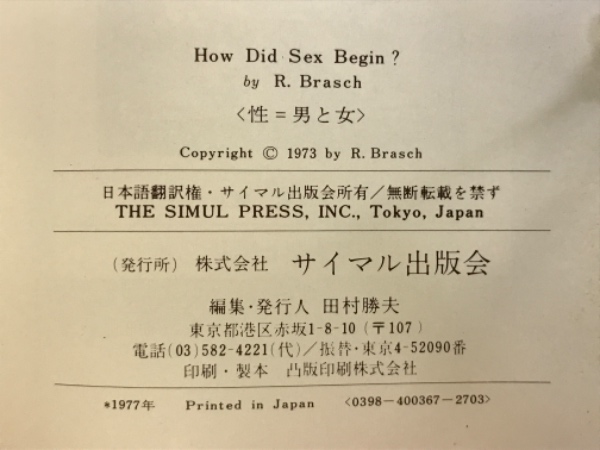 How Did Sex Begin?
by R. Brasch
〈性=男と女〉
Copyright © 1973 by R. Brasch
日本語翻訳権・サイマル出版会所有/無断転載を禁ず
THE SIMUL PRESS, INC., Tokyo, Japan
(発行所) 株式会社 サイマル出版会
編集・発行人 田村勝夫
東京都港区赤坂1-8-10 (〒107)
電話(03)582-4221(代)/振替・東京4-52090番
印刷・製本 凸版印刷株式会社
*1977年 Printed in Japan <0398-400367-2703>